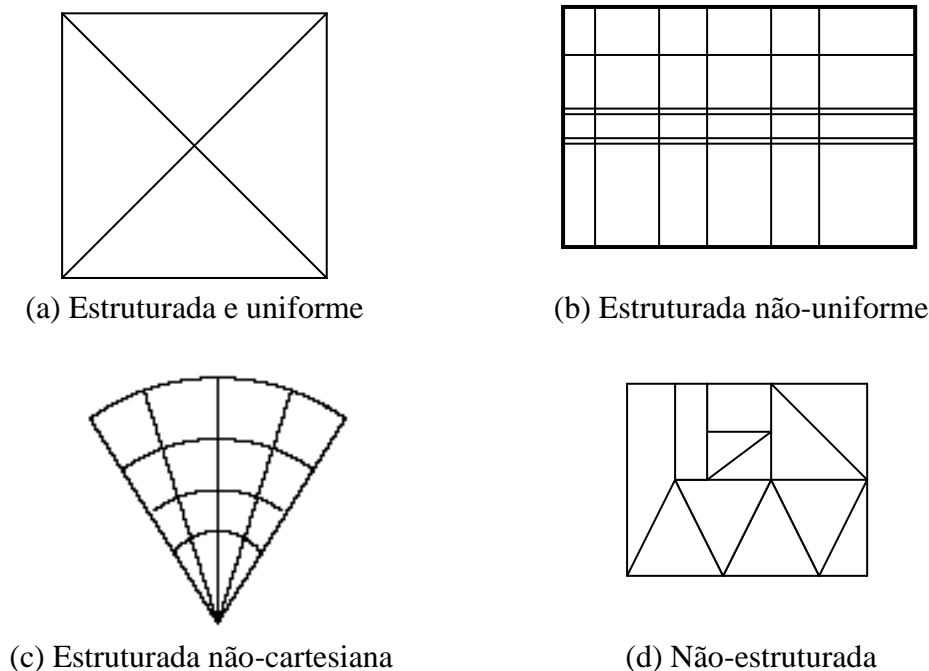 (a) Estruturada e uniforme
(b) Estruturada não-uniforme
(c) Estruturada não-cartesiana
(d) Não-estruturada